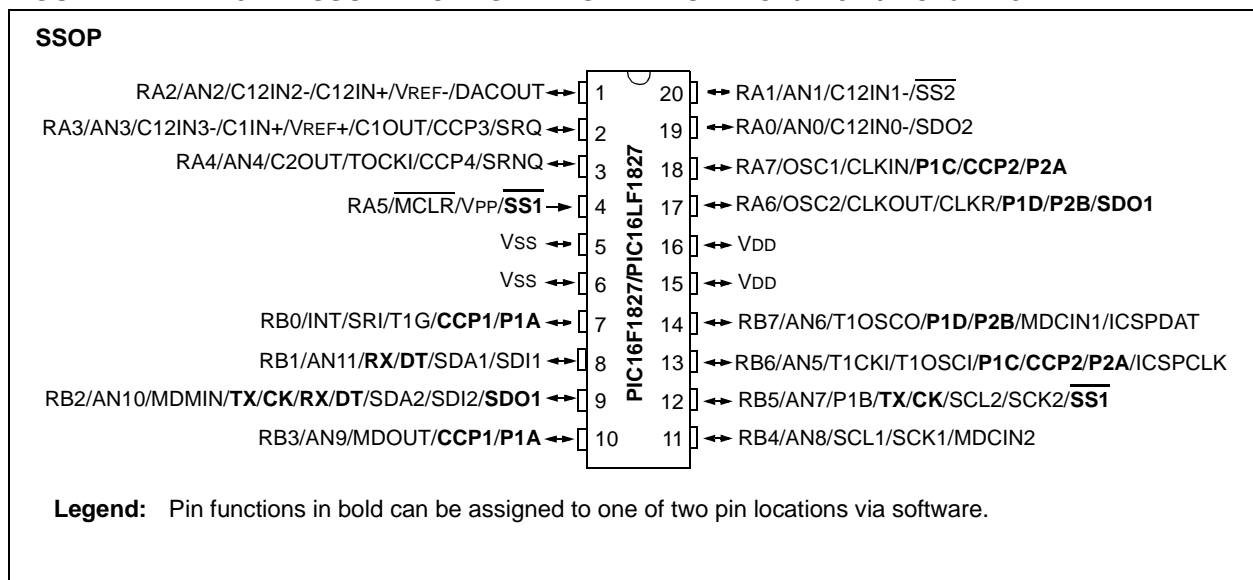 SSOP
RA2/AN2/C12IN2-/C12IN+/VREF-/DACOUT 1
RA3/AN3/C12IN3-/C1IN+/VREF+/C1OUT/CCP3/SRQ 2
RA4/AN4/C2OUT/TOCKI/CCP4/SRNQ 3
RA5/MCLR/VPP/SS1 4
VSS 5
VSS 6
RB0/INT/SRI/T1G/CCP1/P1A 7
RB1/AN11/RX/DT/SDA1/SDI1 8
RB2/AN10/MDMIN/TX/CK/RX/DT/SDA2/SDI2/SDO1 9
RB3/AN9/MDOUT/CCP1/P1A 10
PIC16F1827/PIC16LF1827
20 RA1/AN1/C12IN1-/SS2
19 RA0/AN0/C12IN0-/SDO2
18 RA7/OSC1/CLKIN/P1C/CCP2/P2A
17 RA6/OSC2/CLKOUT/CLKR/P1D/P2B/SDO1
16 VDD
15 VDD
14 RB7/AN6/T1OSCO/P1D/P2B/MDCIN1/ICSPDAT
13 RB6/AN5/T1CKI/T1OSCI/P1C/CCP2/P2A/ICSPCLK
12 RB5/AN7/P1B/TX/CK/SCL2/SCK2/SS1
11 RB4/AN8/SCL1/SCK1/MDCIN2
Legend: Pin functions in bold can be assigned to one of two pin locations via software.